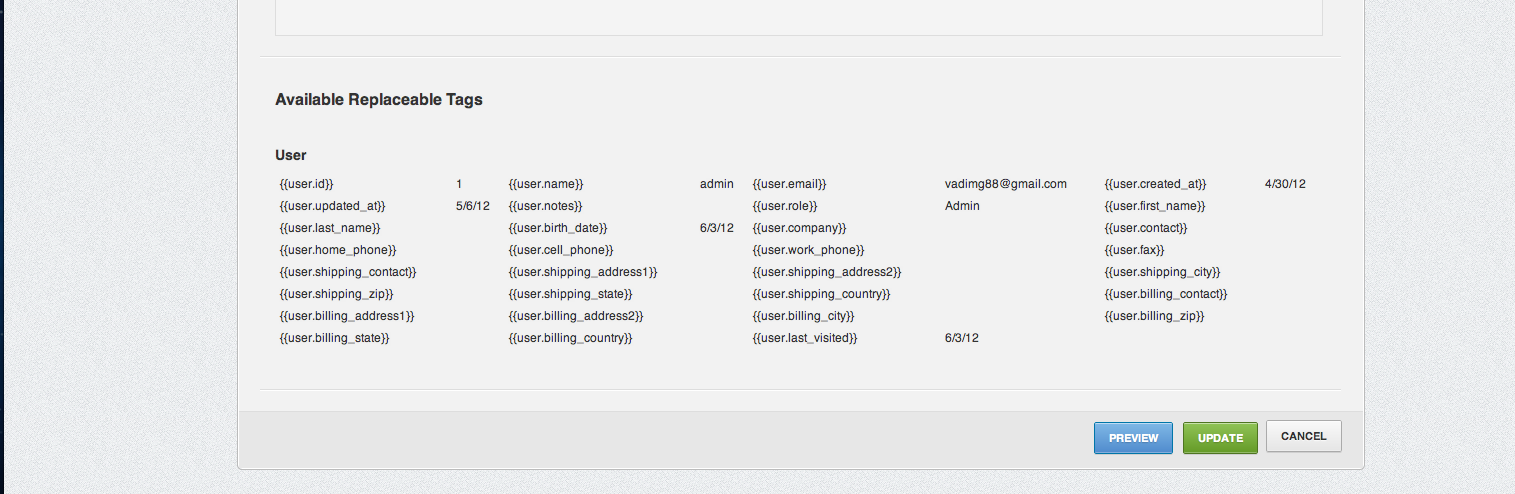 Available Replaceable Tags
User
{{user.id}} 1 {{user.name}} admin {{user.email}} vadimg88@gmail.com {{user.created_at}} 4/30/12
{{user.updated_at}} 5/6/12 {{user.notes}} {{user.role}} Admin {{user.first_name}}
{{user.last_name}} {{user.birth_date}} 6/3/12 {{user.company}} {{user.contact}}
{{user.home_phone}} {{user.cell_phone}} {{user.work_phone}} {{user.fax}}
{{user.shipping_contact}} {{user.shipping_address1}} {{user.shipping_address2}} {{user.shipping_city}}
{{user.shipping_zip}} {{user.shipping_state}} {{user.shipping_country}} {{user.billing_contact}}
{{user.billing_address1}} {{user.billing_address2}} {{user.billing_city}} {{user.billing_zip}}
{{user.billing_state}} {{user.billing_country}} {{user.last_visited}} 6/3/12
PREVIEW UPDATE CANCEL